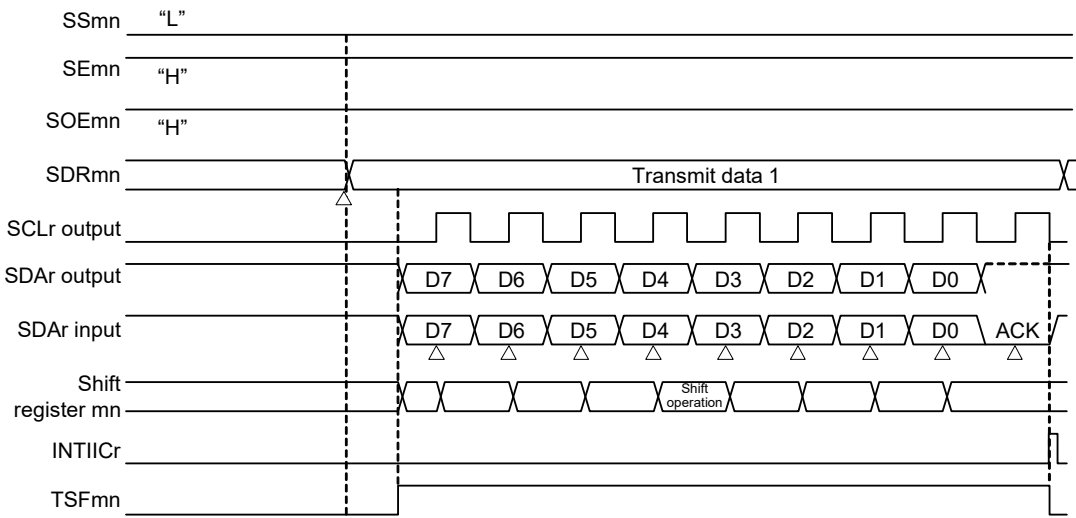 SSmn “L”
SEmn “H”
SOEmn “H”
SDRmn Transmit data 1
SCLr output
SDAr output D7 D6 D5 D4 D3 D2 D1 D0
SDAr input D7 D6 D5 D4 D3 D2 D1 D0 ACK
Shift
register mn
Shift
operation
INTIICr
TSFmn